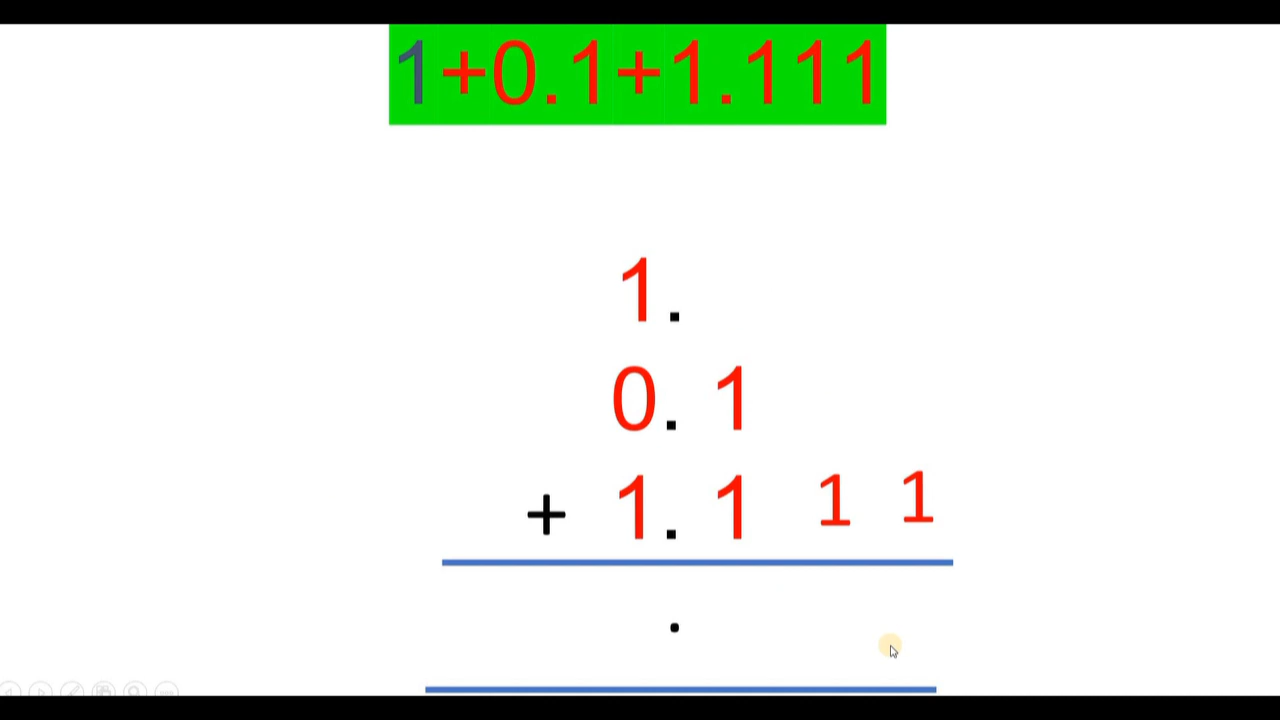 1+0.1+1.111
1.
0. 1
+ 1. 1 1 1
.